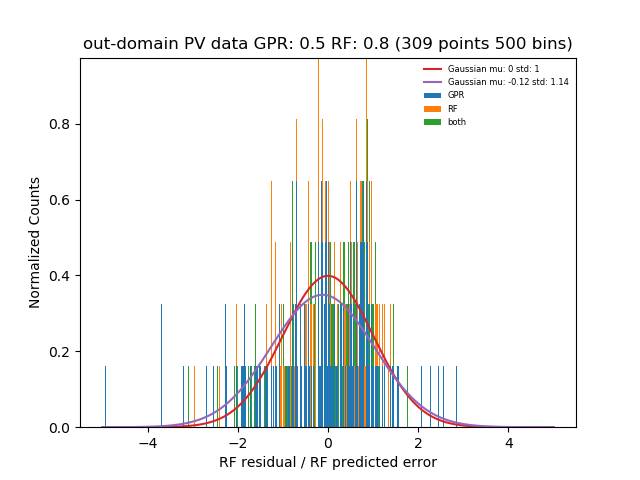 out-domain PV data GPR: 0.5 RF: 0.8 (309 points 500 bins)
Gaussian mu: 0 std: 1
Gaussian mu: -0.12 std: 1.14
GPR
RF
both
Normalized Counts
0.8
0.6
0.4
0.2
0.0
−4 −2 0 2 4
RF residual / RF predicted error